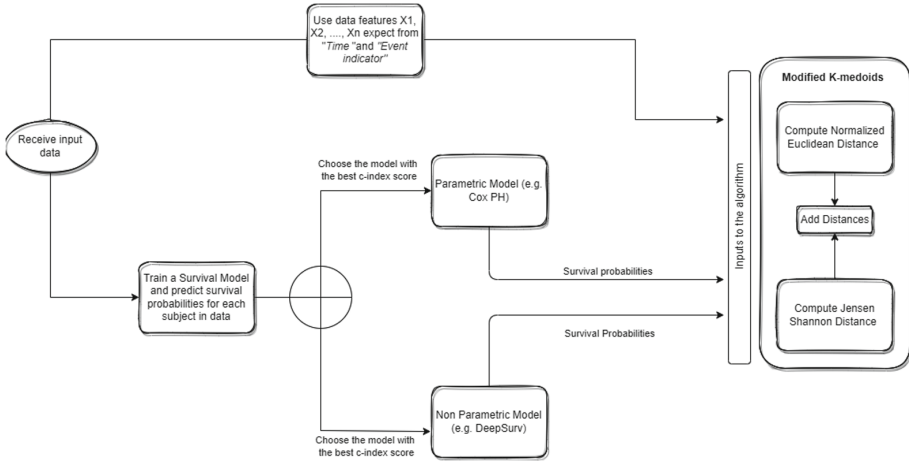 Use data features X1,
X2, ...., Xn expect from
"Time "and "Event
indicator"
Receive input
data
Choose the model with
the best c-index score
Parametric Model (e.g.
Cox PH)
Survival probabilities
Train a Survival Model
and predict survival
probabilities for each
subject in data
Survival Probabilities
Choose the model with
the best c-index score
Non Parametric Model
(e.g. DeepSurv)
Inputs to the algorithm
Modified K-medoids
Compute Normalized
Euclidean Distance
Add Distances
Compute Jensen
Shannon Distance